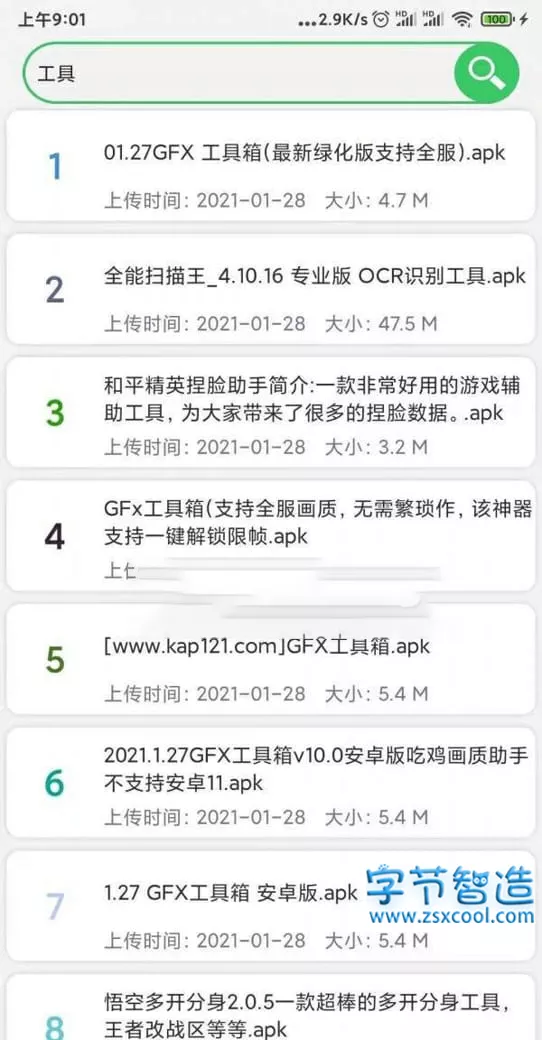 上午9:01
...2.9K/s HD HD 100
工具
1
01.27GFX 工具箱(最新绿化版支持全服).apk
上传时间: 2021-01-28 大小: 4.7 M
2
全能扫描王_4.10.16 专业版 OCR识别工具.apk
上传时间: 2021-01-28 大小: 47.5 M
3
和平精英捏脸助手简介:一款非常好用的游戏辅
助工具，为大家带来了很多的捏脸数据。.apk
上传时间: 2021-01-28 大小: 3.2 M
4
GFx工具箱(支持全服画质，无需繁琐作，该神器
支持一键解锁限帧.apk
上
5
[www.kap121.com]GFX工具箱.apk
上传时间: 2021-01-28 大小: 5.4 M
6
2021.1.27GFX工具箱v10.0安卓版吃鸡画质助手
不支持安卓11.apk
上传时间: 2021-01-28 大小: 5.4 M
7
1.27 GFX工具箱 安卓版.apk
上传时间: 2021-01-28 大小: 5.4 M
字节智造
www.zsxcool.com
8
悟空多开分身2.0.5一款超棒的多开分身工具，
王者改战区等等.apk